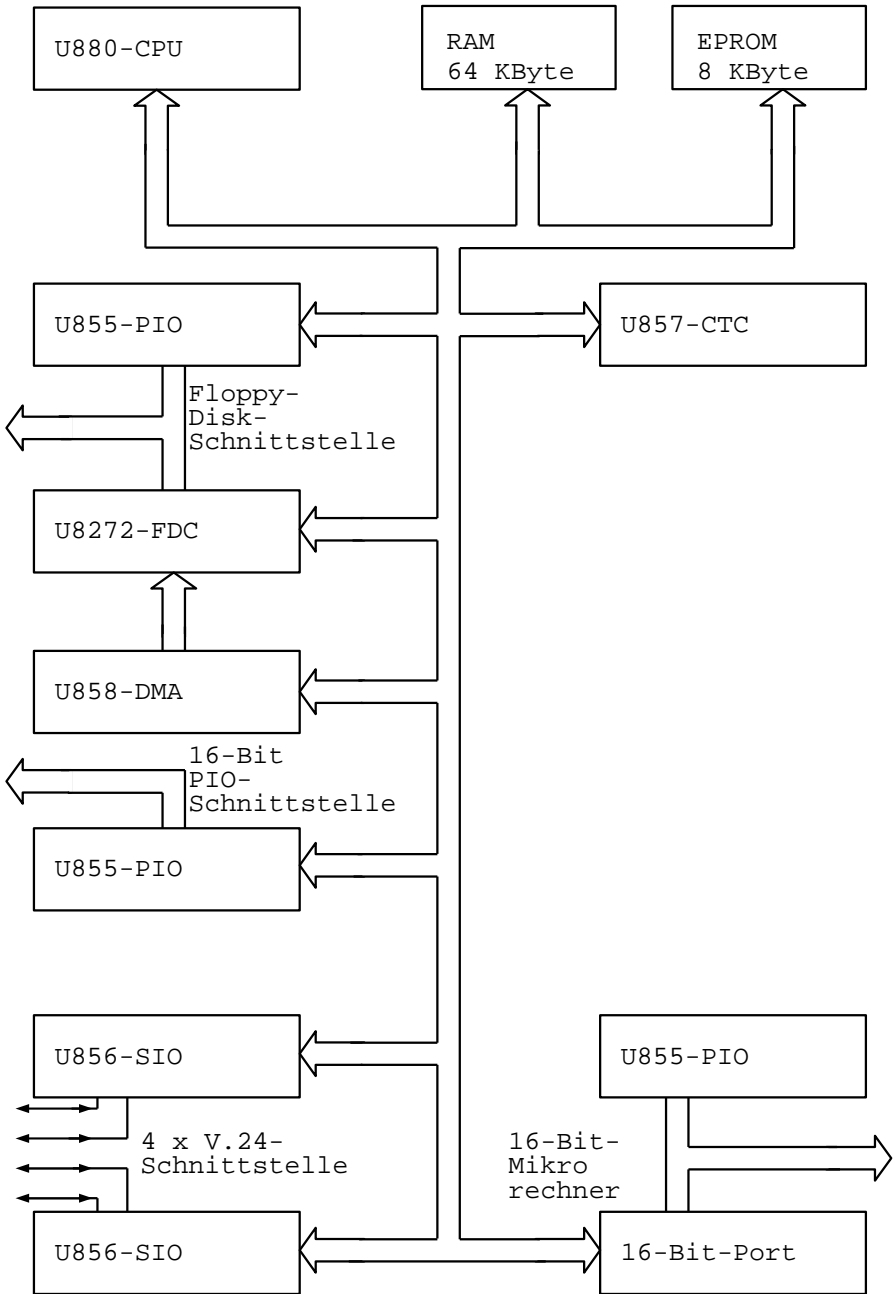 U880-CPU
RAM
64 KByte
EPROM
8 KByte
U855-PIO
U857-CTC
Floppy-
Disk-
Schnittstelle
U8272-FDC
U858-DMA
16-Bit
PIO-
Schnittstelle
U855-PIO
U856-SIO
U855-PIO
4 x V.24-
Schnittstelle
16-Bit-
Mikro
rechner
U856-SIO
16-Bit-Port